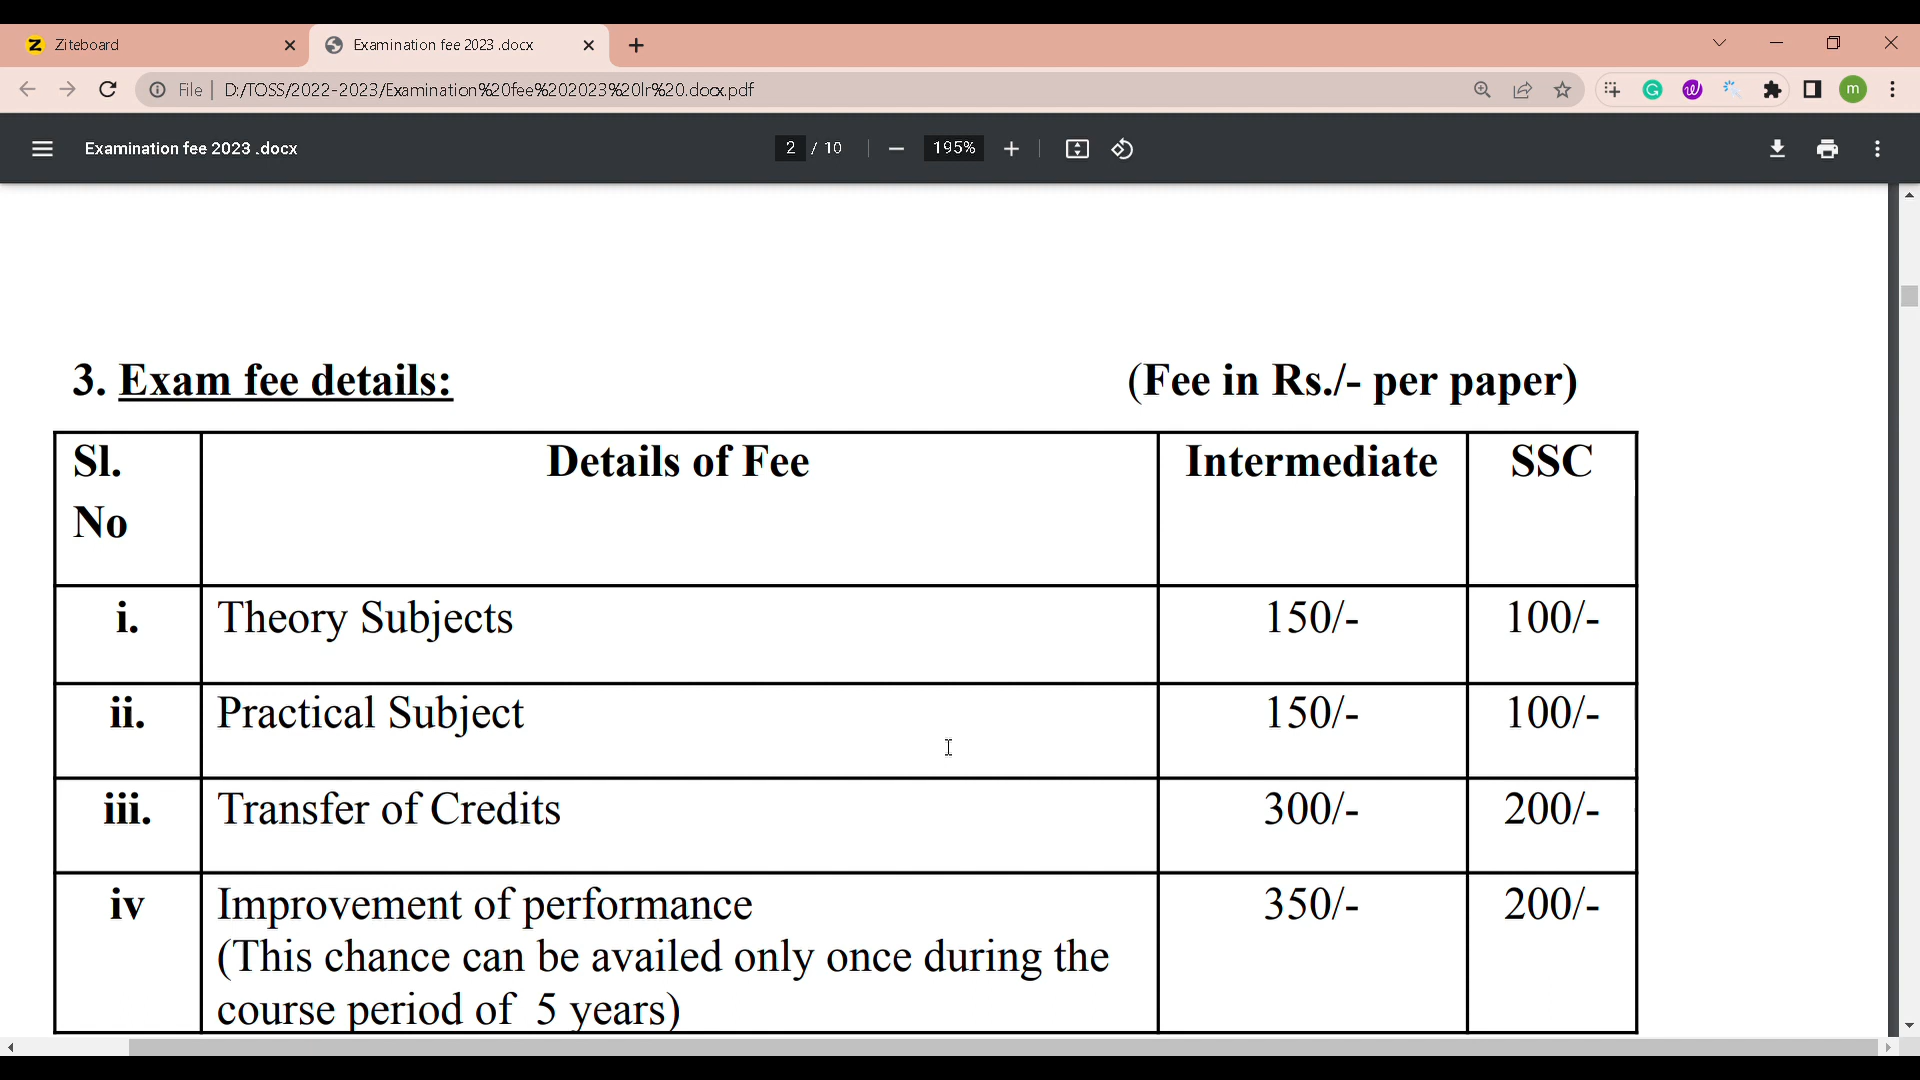 Ziteboard
Examination fee 2023 .docx
File | D:/TOSS/2022-2023/Examination%20fee%202023%20lr%20.docx.pdf
m
Examination fee 2023 .docx
2 / 10
195%
3. Exam fee details: (Fee in Rs./- per paper)
Sl. No Details of Fee Intermediate SSC
i. Theory Subjects 150/- 100/-
ii. Practical Subject 150/- 100/-
iii. Transfer of Credits 300/- 200/-
iv Improvement of performance 350/- 200/-
(This chance can be availed only once during the
course period of 5 years)